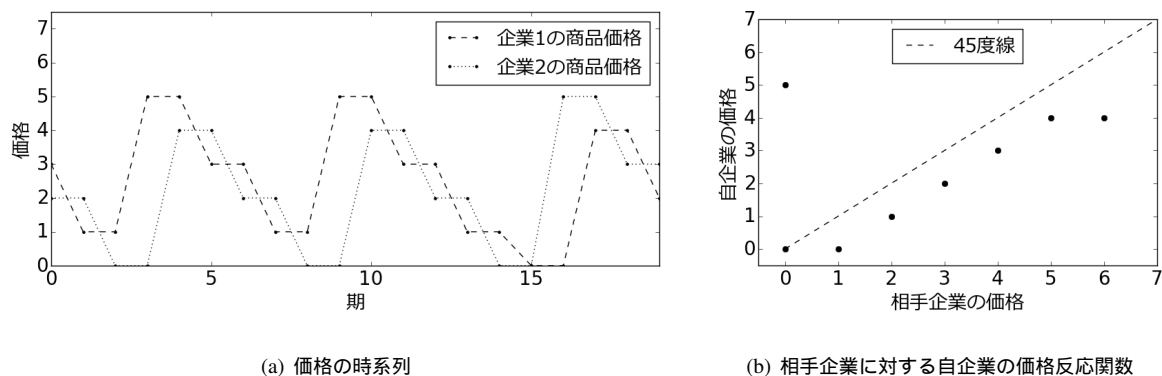 7
6
5
4
3
2
1
0
価格
企業1の商品価格
企業2の商品価格
0 5 10 15
期
(a) 価格の時系列
7
6
5
4
3
2
1
0
自企業の価格
45度線
0 1 2 3 4 5 6 7
相手企業の価格
(b) 相手企業に対する自企業の価格反応関数